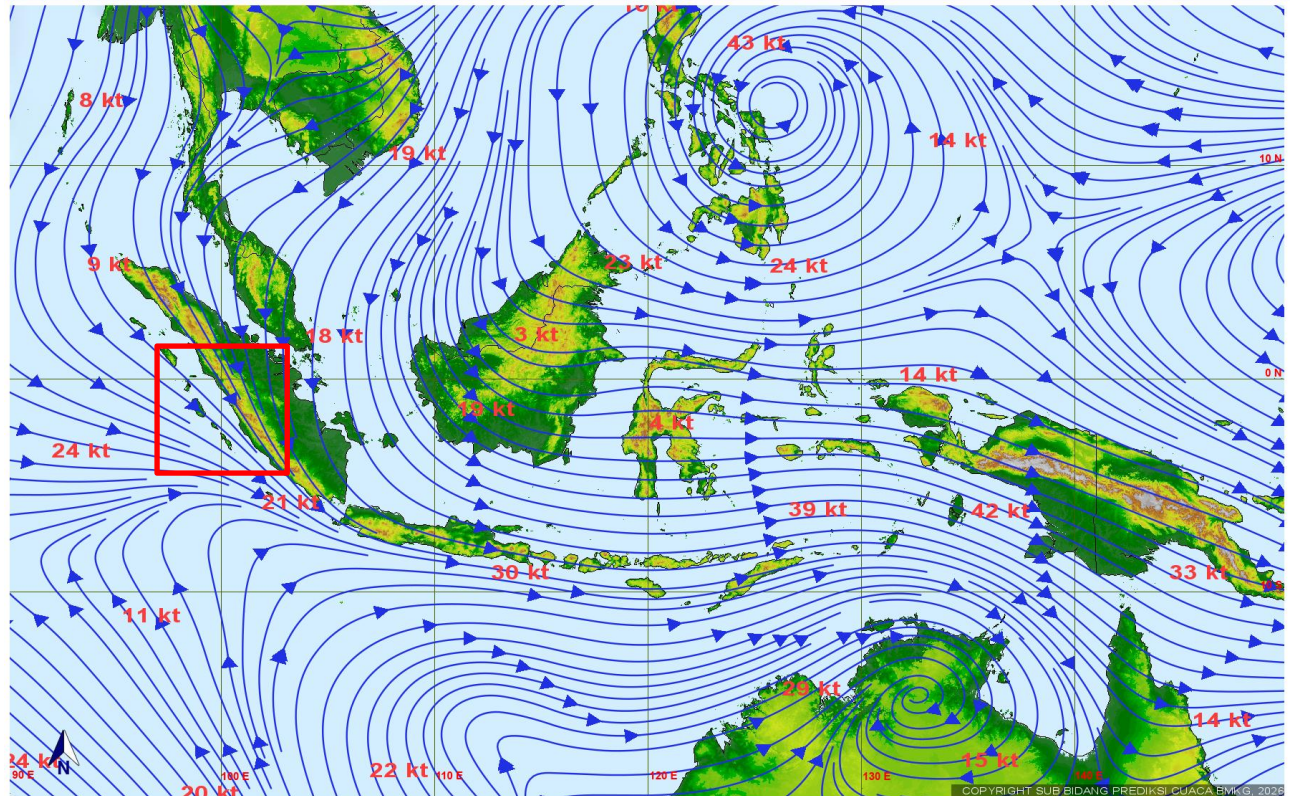 43 kt
8 kt
19 kt
14 kt
10 N
9 kt
23 kt
24 kt
18 kt
3 kt
14 kt
0 N
19 kt
4 kt
24 kt
21 kt
39 kt
42 kt
30 kt
33 kt
11 kt
29 kt
14 kt
15 kt
22 kt
20 kt
N
90 E
100 E
110 E
120 E
130 E
140 E
COPYRIGHT SUB BIDANG PREDIKSI CUACA BMKG, 2026